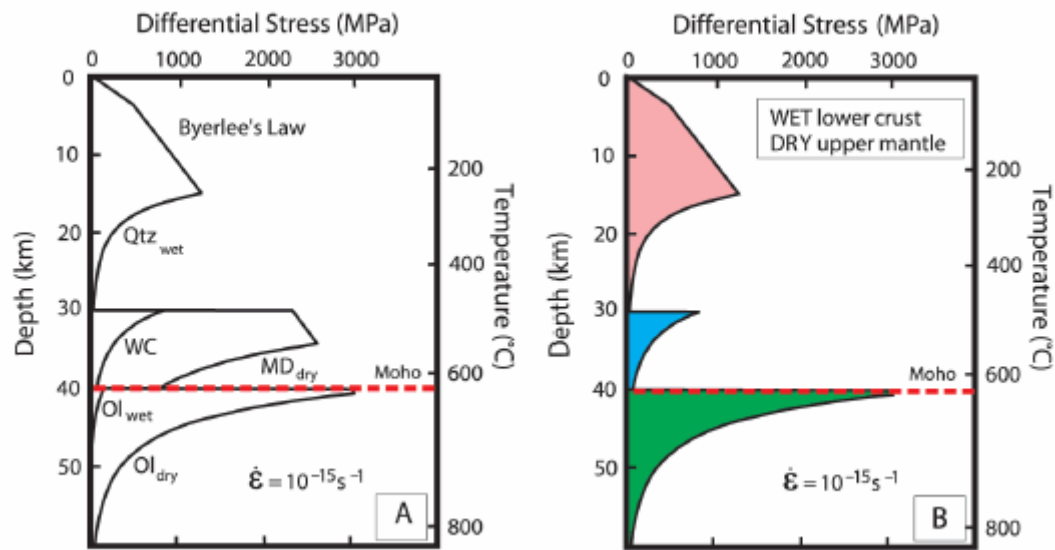 Differential Stress (MPa)
0 1000 2000 3000
0
10
20
30
40
50
Depth (km)
200
400
600
800
Temperature (°C)
Byerlee's Law
Qtz wet
WC
MD dry
Moho
Ol wet
Ol dry
ε̇ = 10⁻¹⁵s⁻¹
A
Differential Stress (MPa)
0 1000 2000 3000
0
10
20
30
40
50
Depth (km)
200
400
600
800
Temperature (°C)
WET lower crust
DRY upper mantle
Moho
ε̇ = 10⁻¹⁵s⁻¹
B